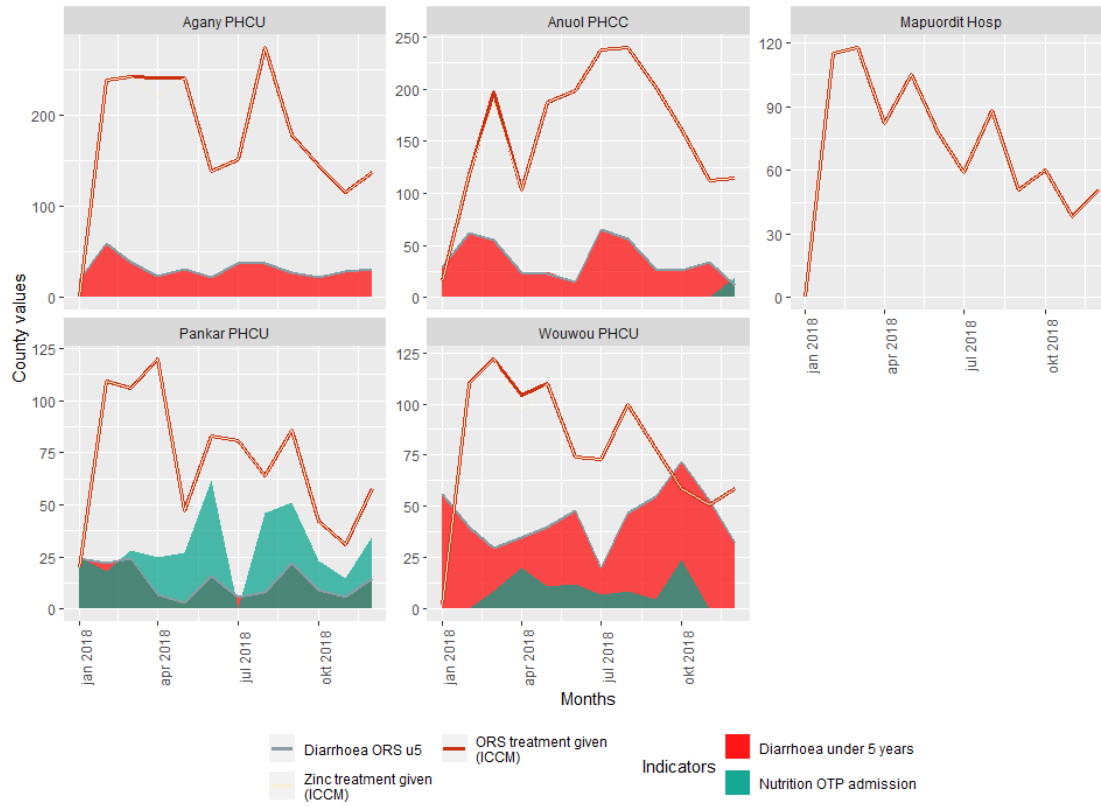 Agany PHCU
Anuol PHCC
Mapuordit Hosp
200
100
0
250
200
150
100
50
0
120
90
60
30
0
jan 2018
apr 2018
jul 2018
okt 2018
Pankar PHCU
Wouwou PHCU
County values
125
100
75
50
25
0
125
100
75
50
25
0
jan 2018
apr 2018
jul 2018
okt 2018
jan 2018
apr 2018
jul 2018
okt 2018
Months
Diarrhoea ORS u5
Zinc treatment given
(ICCM)
ORS treatment given
(ICCM)
Indicators
Diarrhoea under 5 years
Nutrition OTP admission